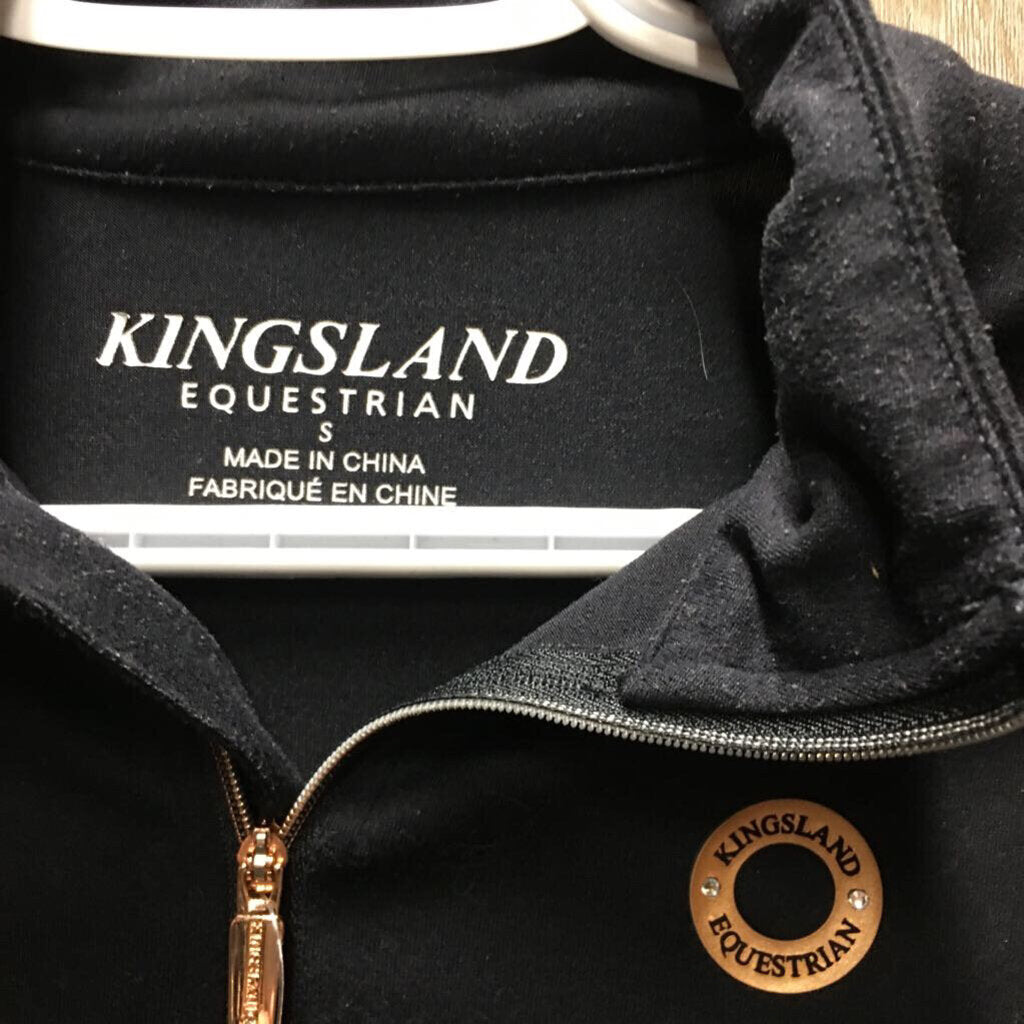 KINGSLAND
EQUESTRIAN
S
MADE IN CHINA
FABRIQUÉ EN CHINE
KINGSLAND
EQUESTRIAN